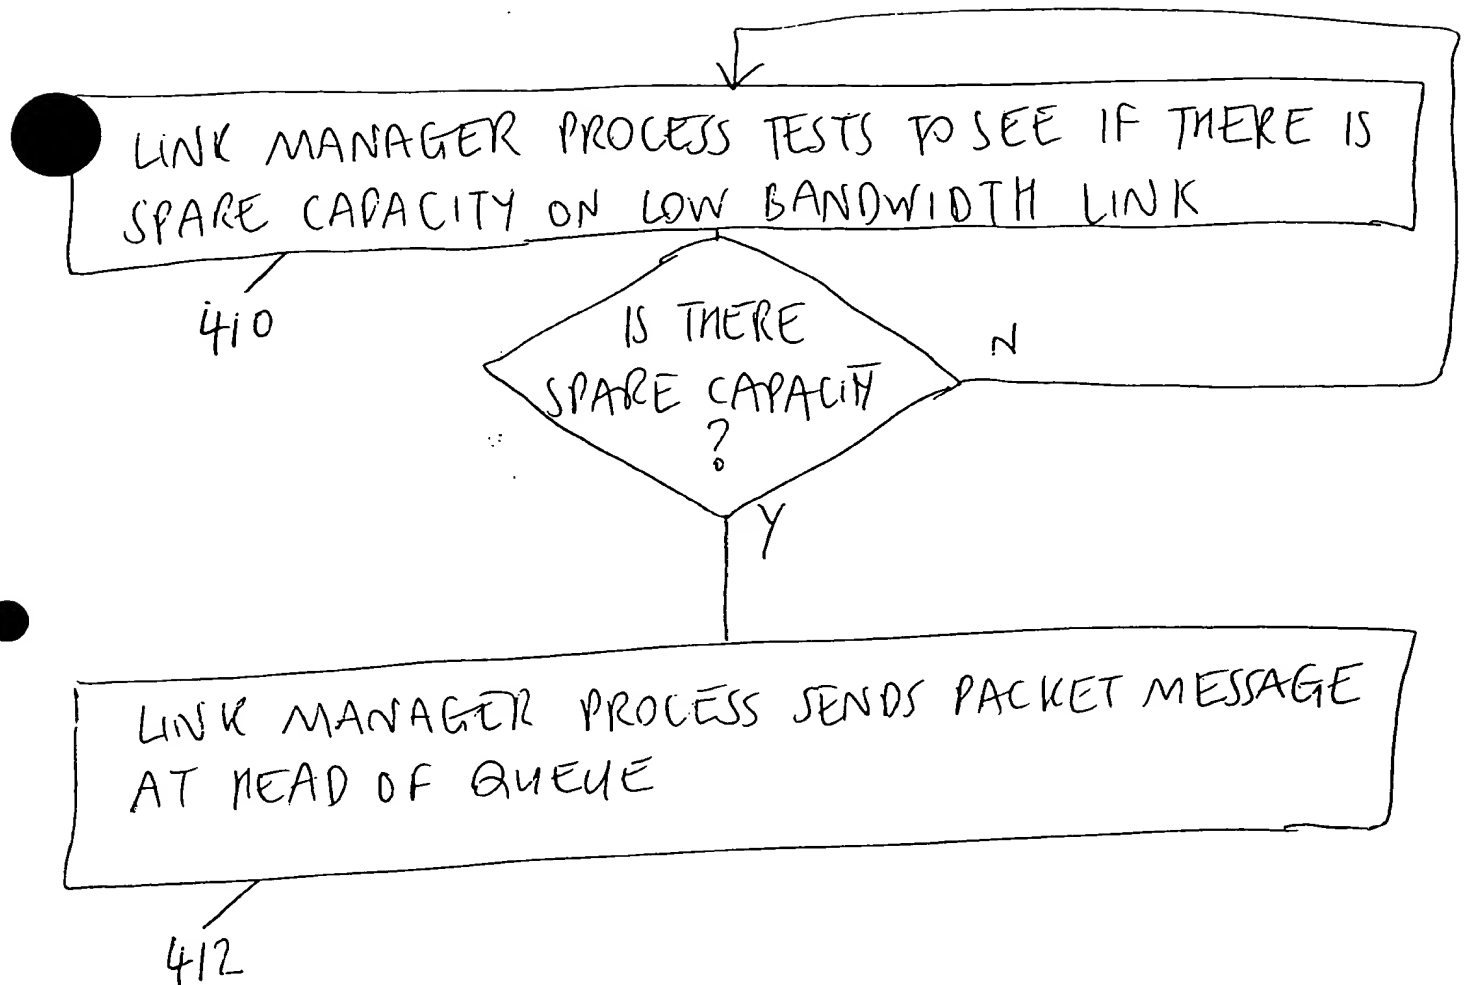 LINK MANAGER PROCESS TESTS TO SEE IF THERE IS
SPARE CAPACITY ON LOW BANDWIDTH LINK
410
IS THERE
SPARE CAPACITY
?
N
Y
LINK MANAGER PROCESS SENDS PACKET MESSAGE
AT HEAD OF QUEUE
412